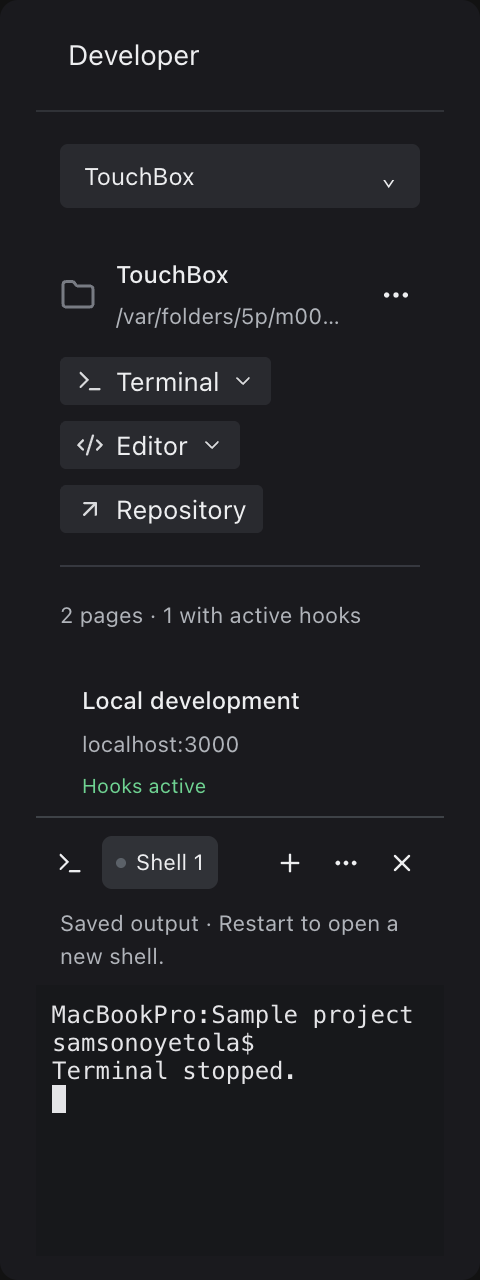 Developer
TouchBox
TouchBox
/var/folders/5p/m00...
Terminal
Editor
Repository
2 pages · 1 with active hooks
Local development
localhost:3000
Hooks active
Shell 1
Saved output · Restart to open a
new shell.
MacBookPro:Sample project
samsonoyetola$
Terminal stopped.